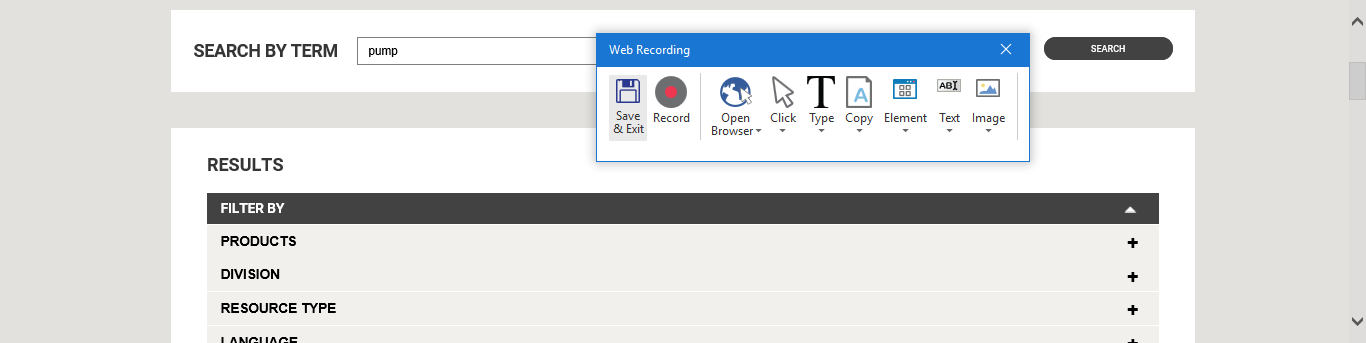 SEARCH BY TERM
pump
SEARCH
Web Recording
Save & Exit
Record
Open Browser
Click
Type
Copy
Element
Text
Image
ABI
A
RESULTS
FILTER BY
PRODUCTS
DIVISION
RESOURCE TYPE
LANGUAGE